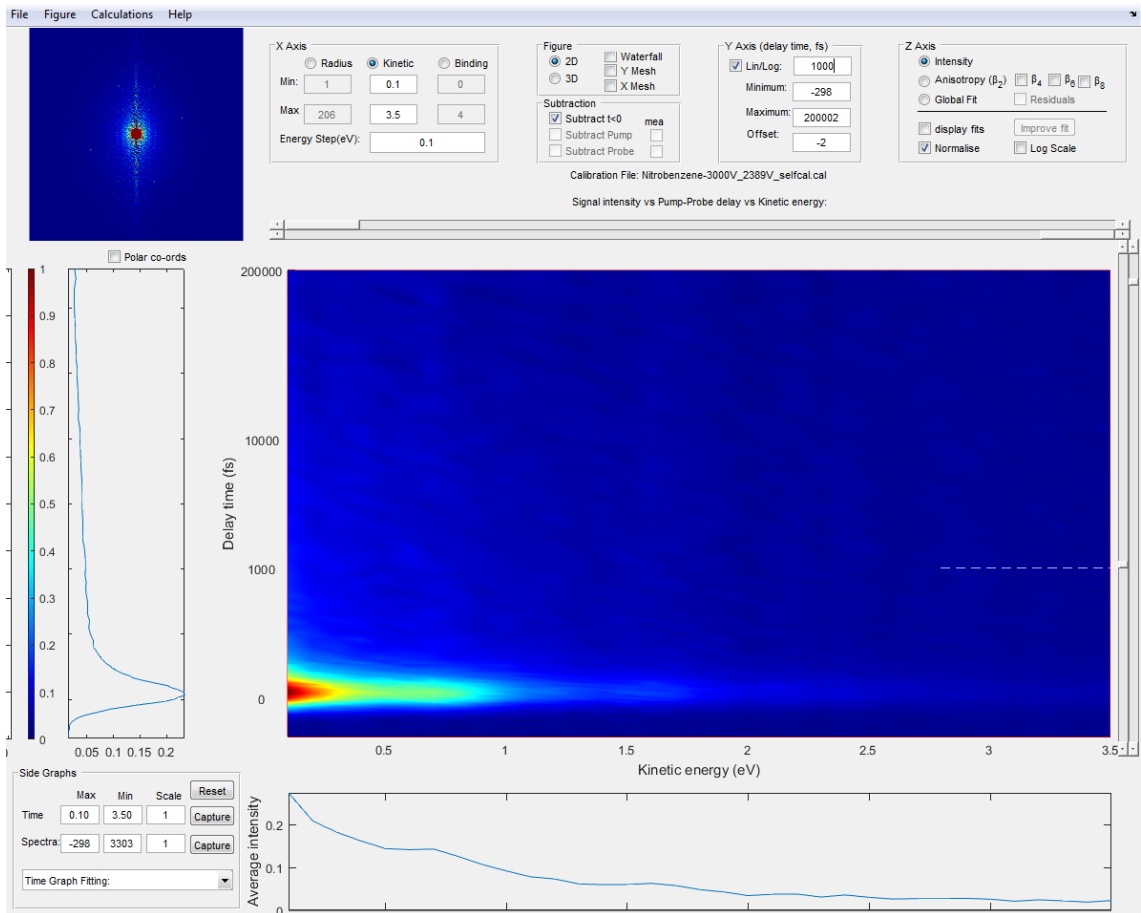 File Figure Calculations Help
X Axis
Radius Kinetic Binding
Min: 1 0.1 0
Max 206 3.5 4
Energy Step(eV): 0.1
Figure
2D
3D
Waterfall
Y Mesh
X Mesh
Subtraction
Subtract t<0 mea
Subtract Pump
Subtract Probe
Y Axis (delay time, fs)
Lin/Log: 1000
Minimum: -298
Maximum: 200002
Offset: -2
Z Axis
Intensity
Anisotropy (β2) β4 β6 β8
Global Fit Residuals
display fits Improve fit
Normalise Log Scale
Calibration File: Nitrobenzene-3000V_2389V_selfcal.cal
Signal intensity vs Pump-Probe delay vs Kinetic energy:
Polar co-ords
1
0.9
0.8
0.7
0.6
0.5
0.4
0.3
0.2
0.1
0
0.05 0.1 0.15 0.2
200000
10000
1000
0
Delay time (fs)
0.5 1 1.5 2 2.5 3 3.5
Kinetic energy (eV)
Side Graphs
Max Min Scale Reset
Time 0.10 3.50 1 Capture
Spectra: -298 3303 1 Capture
Time Graph Fitting:
Average intensity
0.2
0.1
0